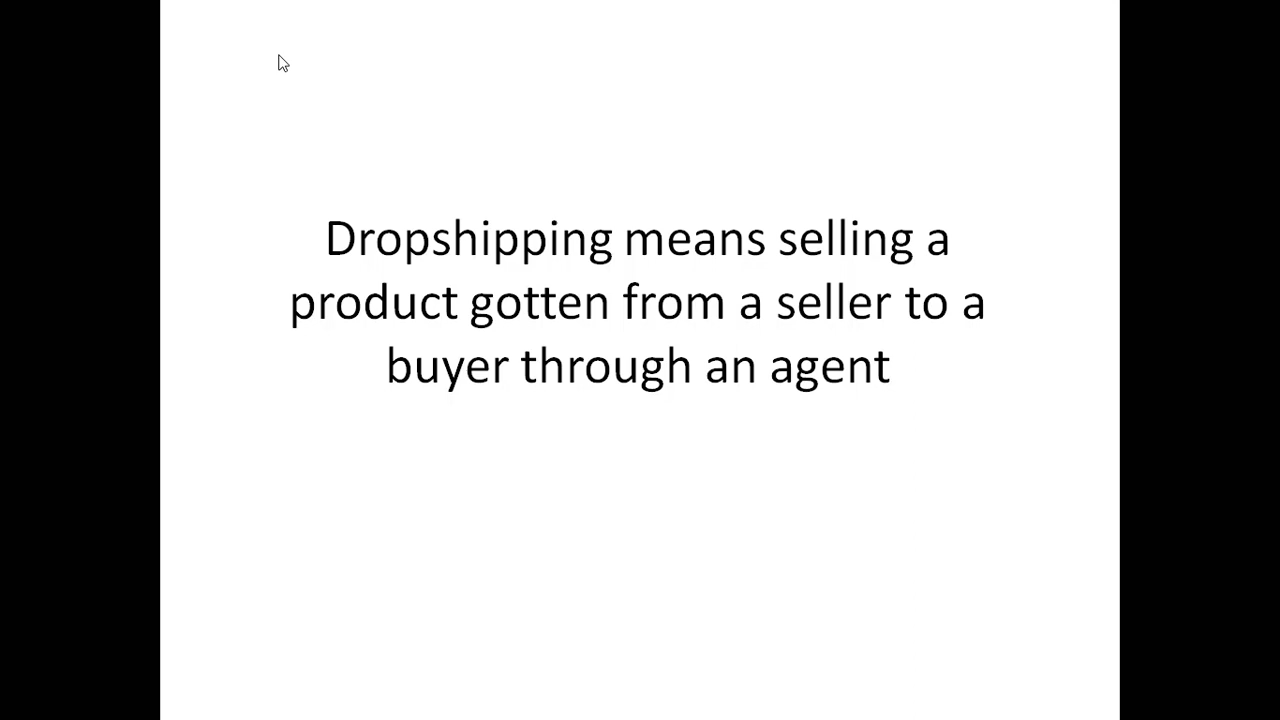 Dropshipping means selling a
product gotten from a seller to a
buyer through an agent